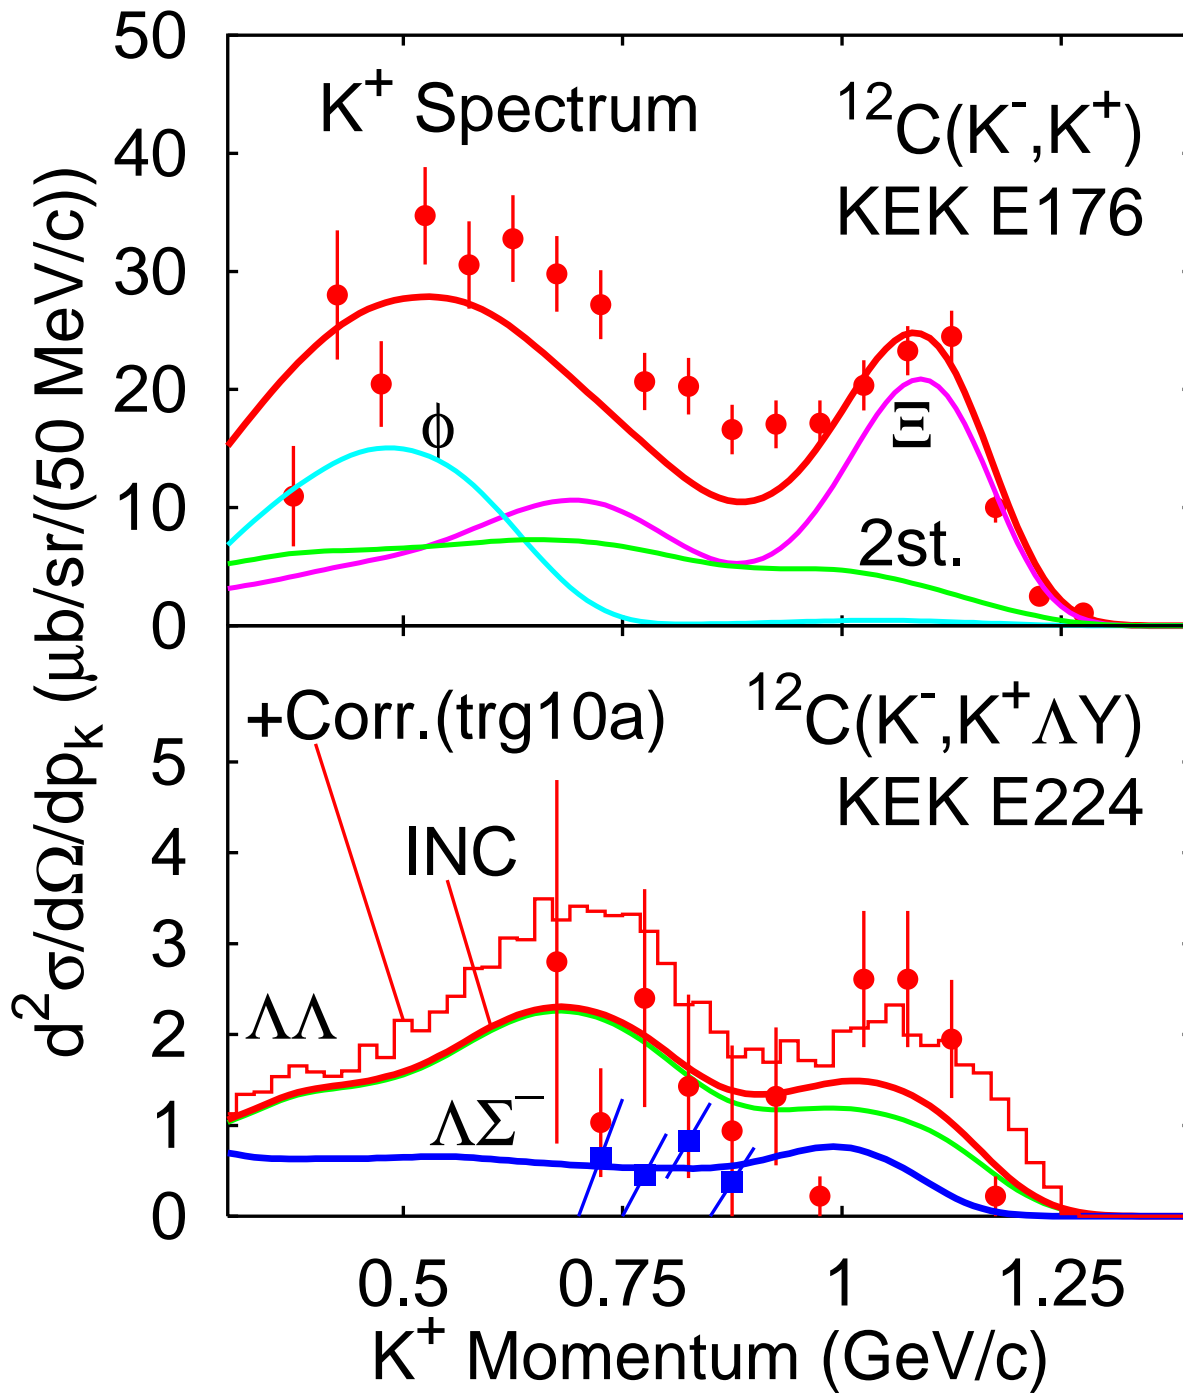 d²σ/dΩ/dpₖ (μb/sr/(50 MeV/c))
50
40
30
20
10
0
K⁺ Spectrum
¹²C(K⁻,K⁺)
KEK E176
ϕ
Ξ
2st.
5
4
3
2
1
0
+Corr.(trg10a)
¹²C(K⁻,K⁺ΛY)
KEK E224
INC
ΛΛ
ΛΣ⁻
0.5 0.75 1 1.25
K⁺ Momentum (GeV/c)